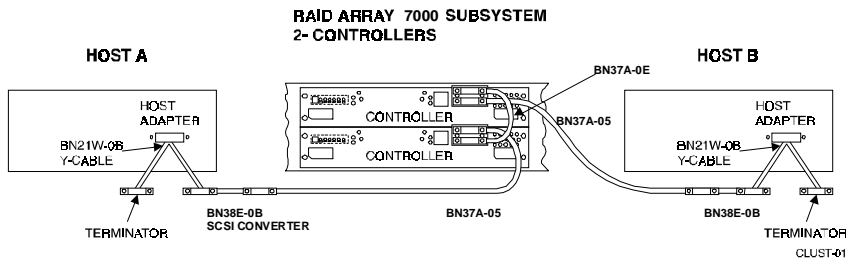 RAID ARRAY 7000 SUBSYSTEM
2- CONTROLLERS
HOST A
HOST B
BN37A-0E
BN37A-05
HOST
ADAPTER
BN21W-0B
Y-CABLE
CONTROLLER
CONTROLLER
HOST
ADAPTER
BN21W-0B
Y-CABLE
BN38E-0B
SCSI CONVERTER
BN37A-05
BN38E-0B
TERMINATOR
TERMINATOR
CLUST-01